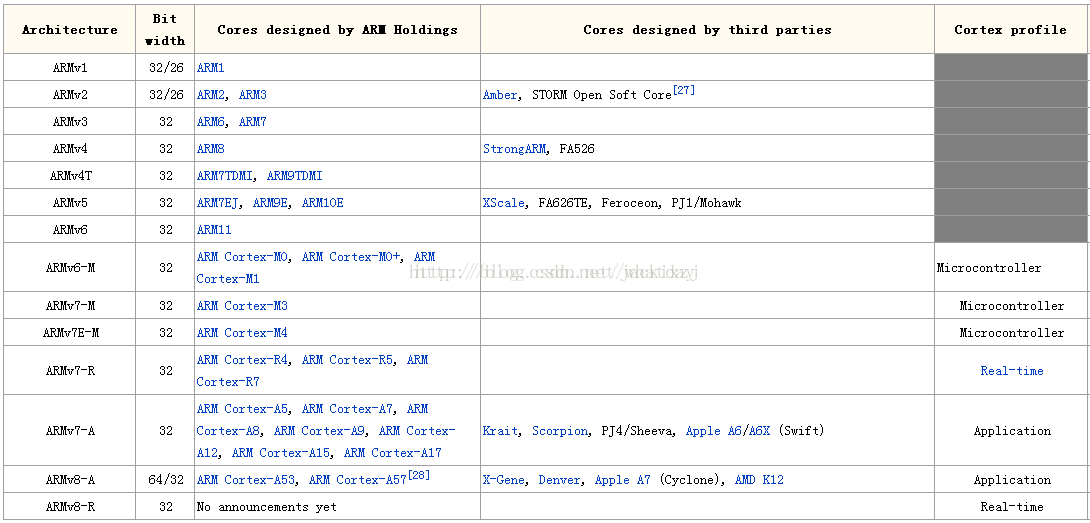 Architecture Bit width Cores designed by ARM Holdings Cores designed by third parties Cortex profile
ARMv1 32/26 ARM1
ARMv2 32/26 ARM2, ARM3 Amber, STORM Open Soft Core[27]
ARMv3 32 ARM6, ARM7
ARMv4 32 ARM8 StrongARM, FA526
ARMv4T 32 ARM7TDMI, ARM9TDMI
ARMv5 32 ARM7EJ, ARM9E, ARM10E XScale, FA626TE, Feroceon, PJ1/Mohawk
ARMv6 32 ARM11
ARMv6-M 32 ARM Cortex-M0, ARM Cortex-M0+, ARM Cortex-M1 Microcontroller
ARMv7-M 32 ARM Cortex-M3 Microcontroller
ARMv7E-M 32 ARM Cortex-M4 Microcontroller
ARMv7-R 32 ARM Cortex-R4, ARM Cortex-R5, ARM Cortex-R7 Real-time
ARMv7-A 32 ARM Cortex-A5, ARM Cortex-A7, ARM Cortex-A8, ARM Cortex-A9, ARM Cortex-A12, ARM Cortex-A15, ARM Cortex-A17 Krait, Scorpion, PJ4/Sheeva, Apple A6/A6X (Swift) Application
ARMv8-A 64/32 ARM Cortex-A53, ARM Cortex-A57[28] X-Gene, Denver, Apple A7 (Cyclone), AMD K12 Application
ARMv8-R 32 No announcements yet Real-time